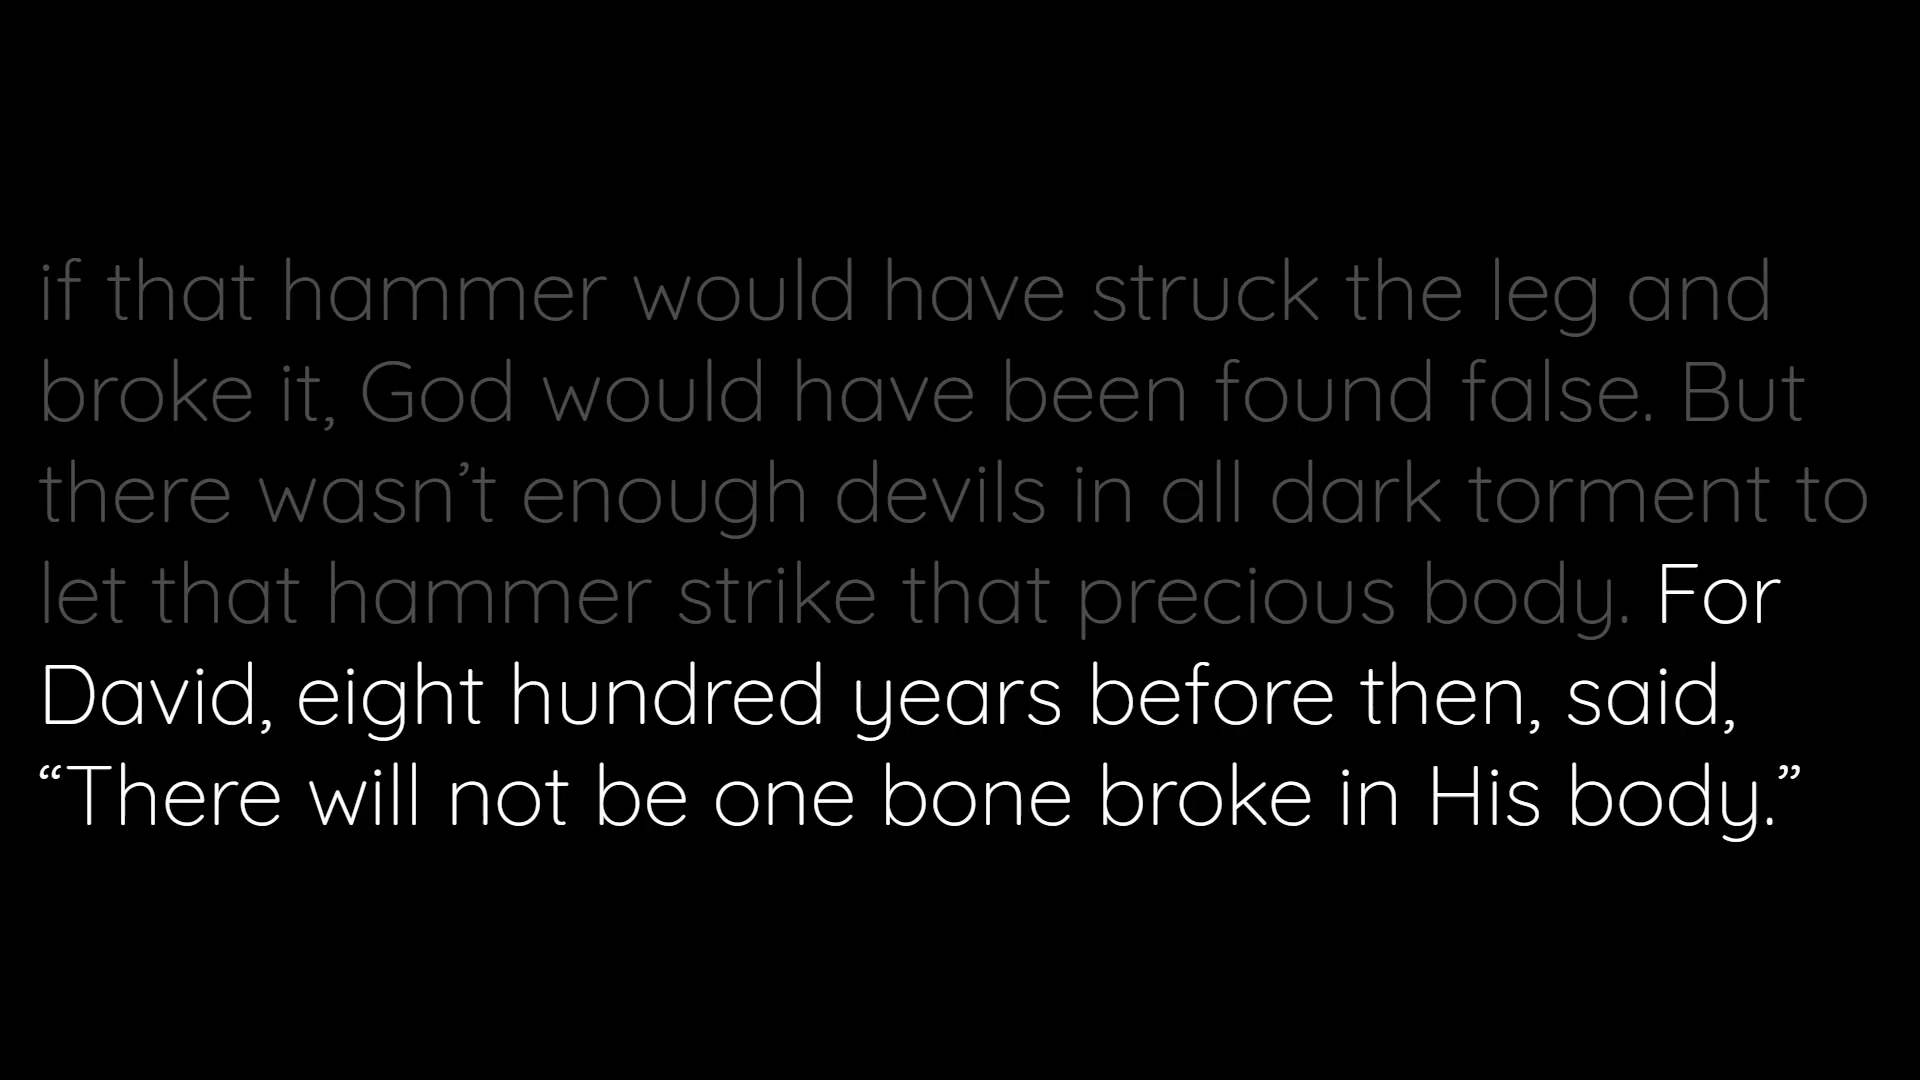 if that hammer would have struck the leg and
broke it, God would have been found false. But
there wasn’t enough devils in all dark torment to
let that hammer strike that precious body. For
David, eight hundred years before then, said,
“There will not be one bone broke in His body.”